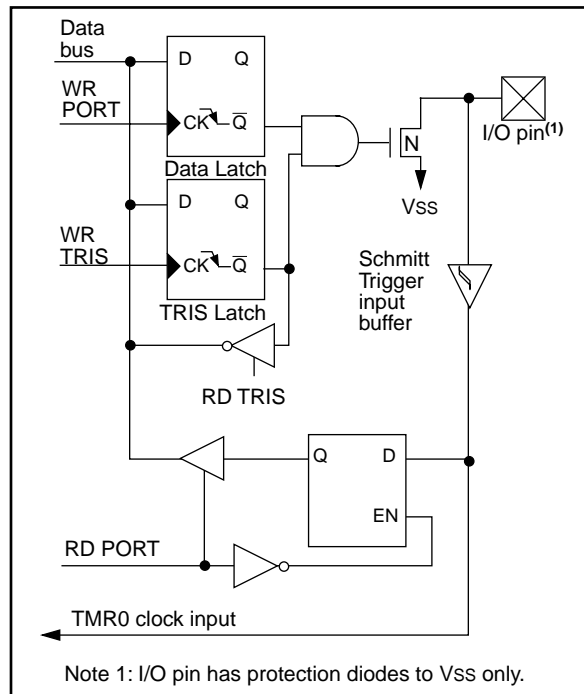 Data
bus
D Q
WR
PORT
CK Q̅
I/O pin(1)
N
Data Latch
VSS
D Q
WR
TRIS
CK Q̅
Schmitt
Trigger
input
buffer
TRIS Latch
RD TRIS
Q D
EN
RD PORT
TMR0 clock input
Note 1: I/O pin has protection diodes to VSS only.